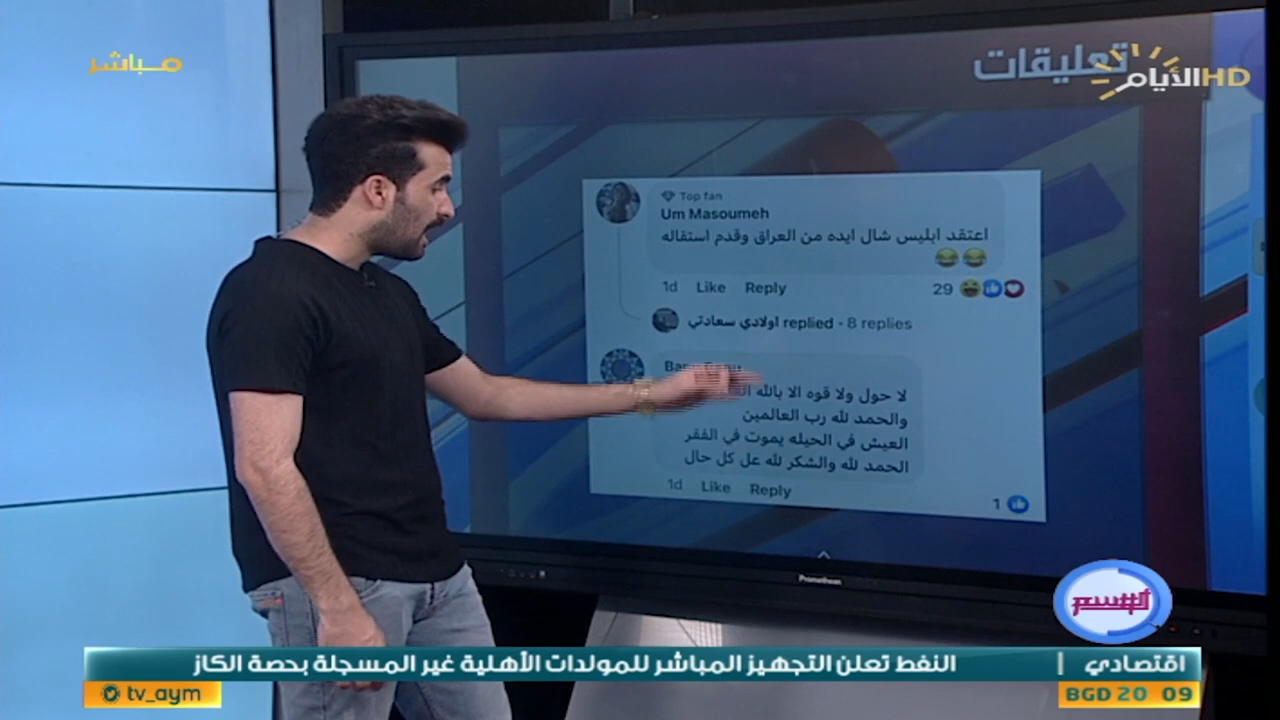 مباشر
تعليقات
الأيام HD
Top fan
Um Masoumeh
اعتقد ابليس شال ايده من العراق وقدم استقاله
😂😂
1d Like Reply 29
اولادي سعادتي replied · 8 replies
لا حول ولا قوه الا بالله
والحمد لله رب العالمين
العيش في الحيله يموت في الفقر
الحمد لله والشكر لله عل كل حال
1d Like Reply
1
Promethean
اقتصادي | النفط تعلن التجهيز المباشر للمولدات الأهلية غير المسجلة بحصة الكاز
tv_aym
BGD 20 09